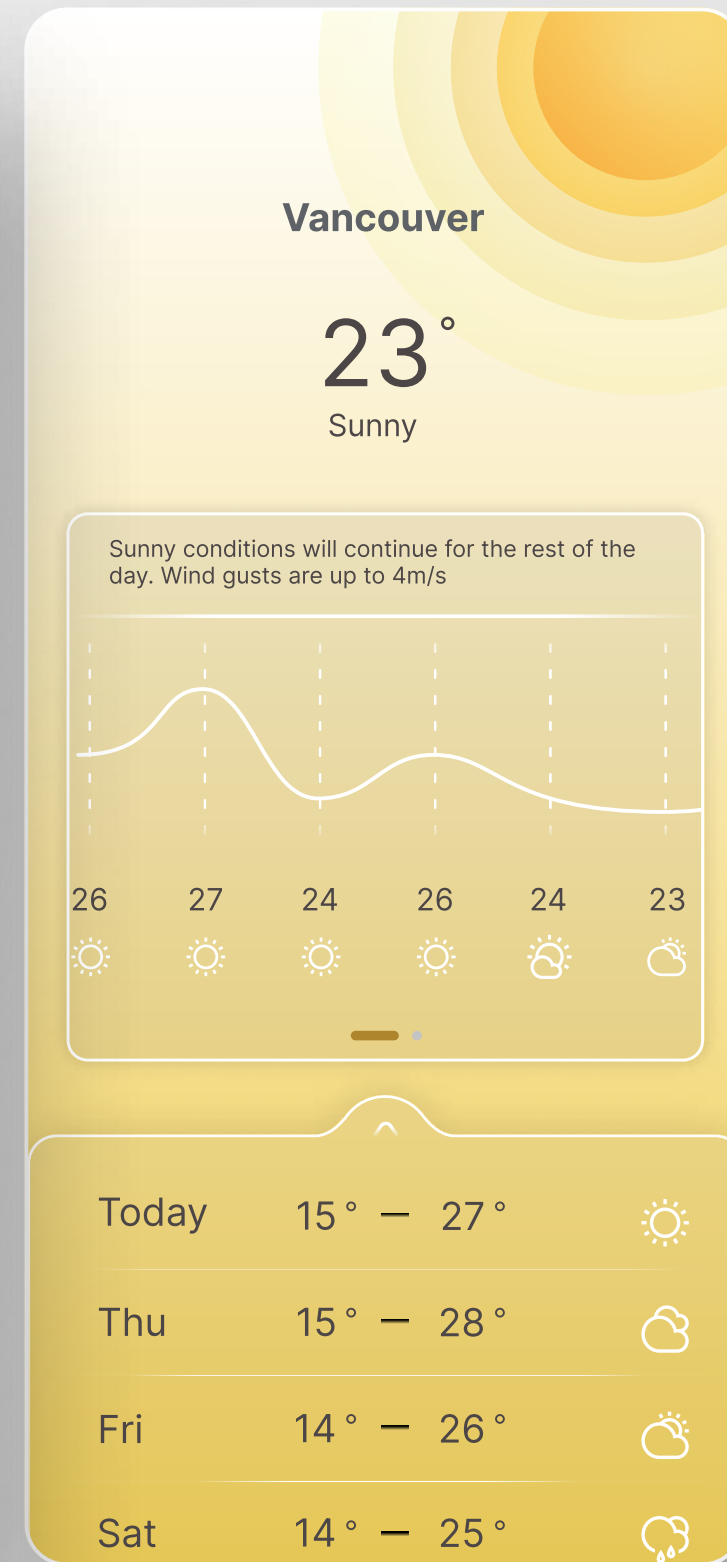 Vancouver
23°
Sunny
Sunny conditions will continue for the rest of the
day. Wind gusts are up to 4m/s
26 27 24 26 24 23
Today 15° — 27°
Thu 15° — 28°
Fri 14° — 26°
Sat 14° — 25°